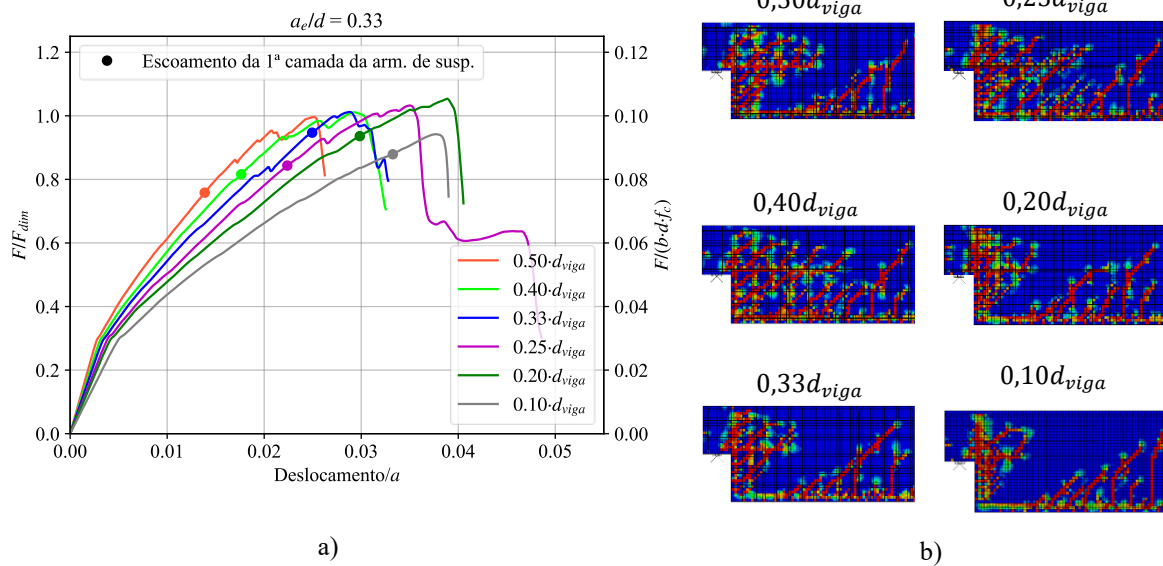 a_e/d = 0.33
Escoamento da 1ª camada da arm. de susp.
F/F_dim
1.2
1.0
0.8
0.6
0.4
0.2
0.0
0.12
0.10
0.08
0.06
0.04
0.02
0.00
F/(b·d·f_c)
0.50·d_viga
0.40·d_viga
0.33·d_viga
0.25·d_viga
0.20·d_viga
0.10·d_viga
0.00 0.01 0.02 0.03 0.04 0.05
Deslocamento/a
a)
0,50d_viga
0,25d_viga
0,40d_viga
0,20d_viga
0,33d_viga
0,10d_viga
b)